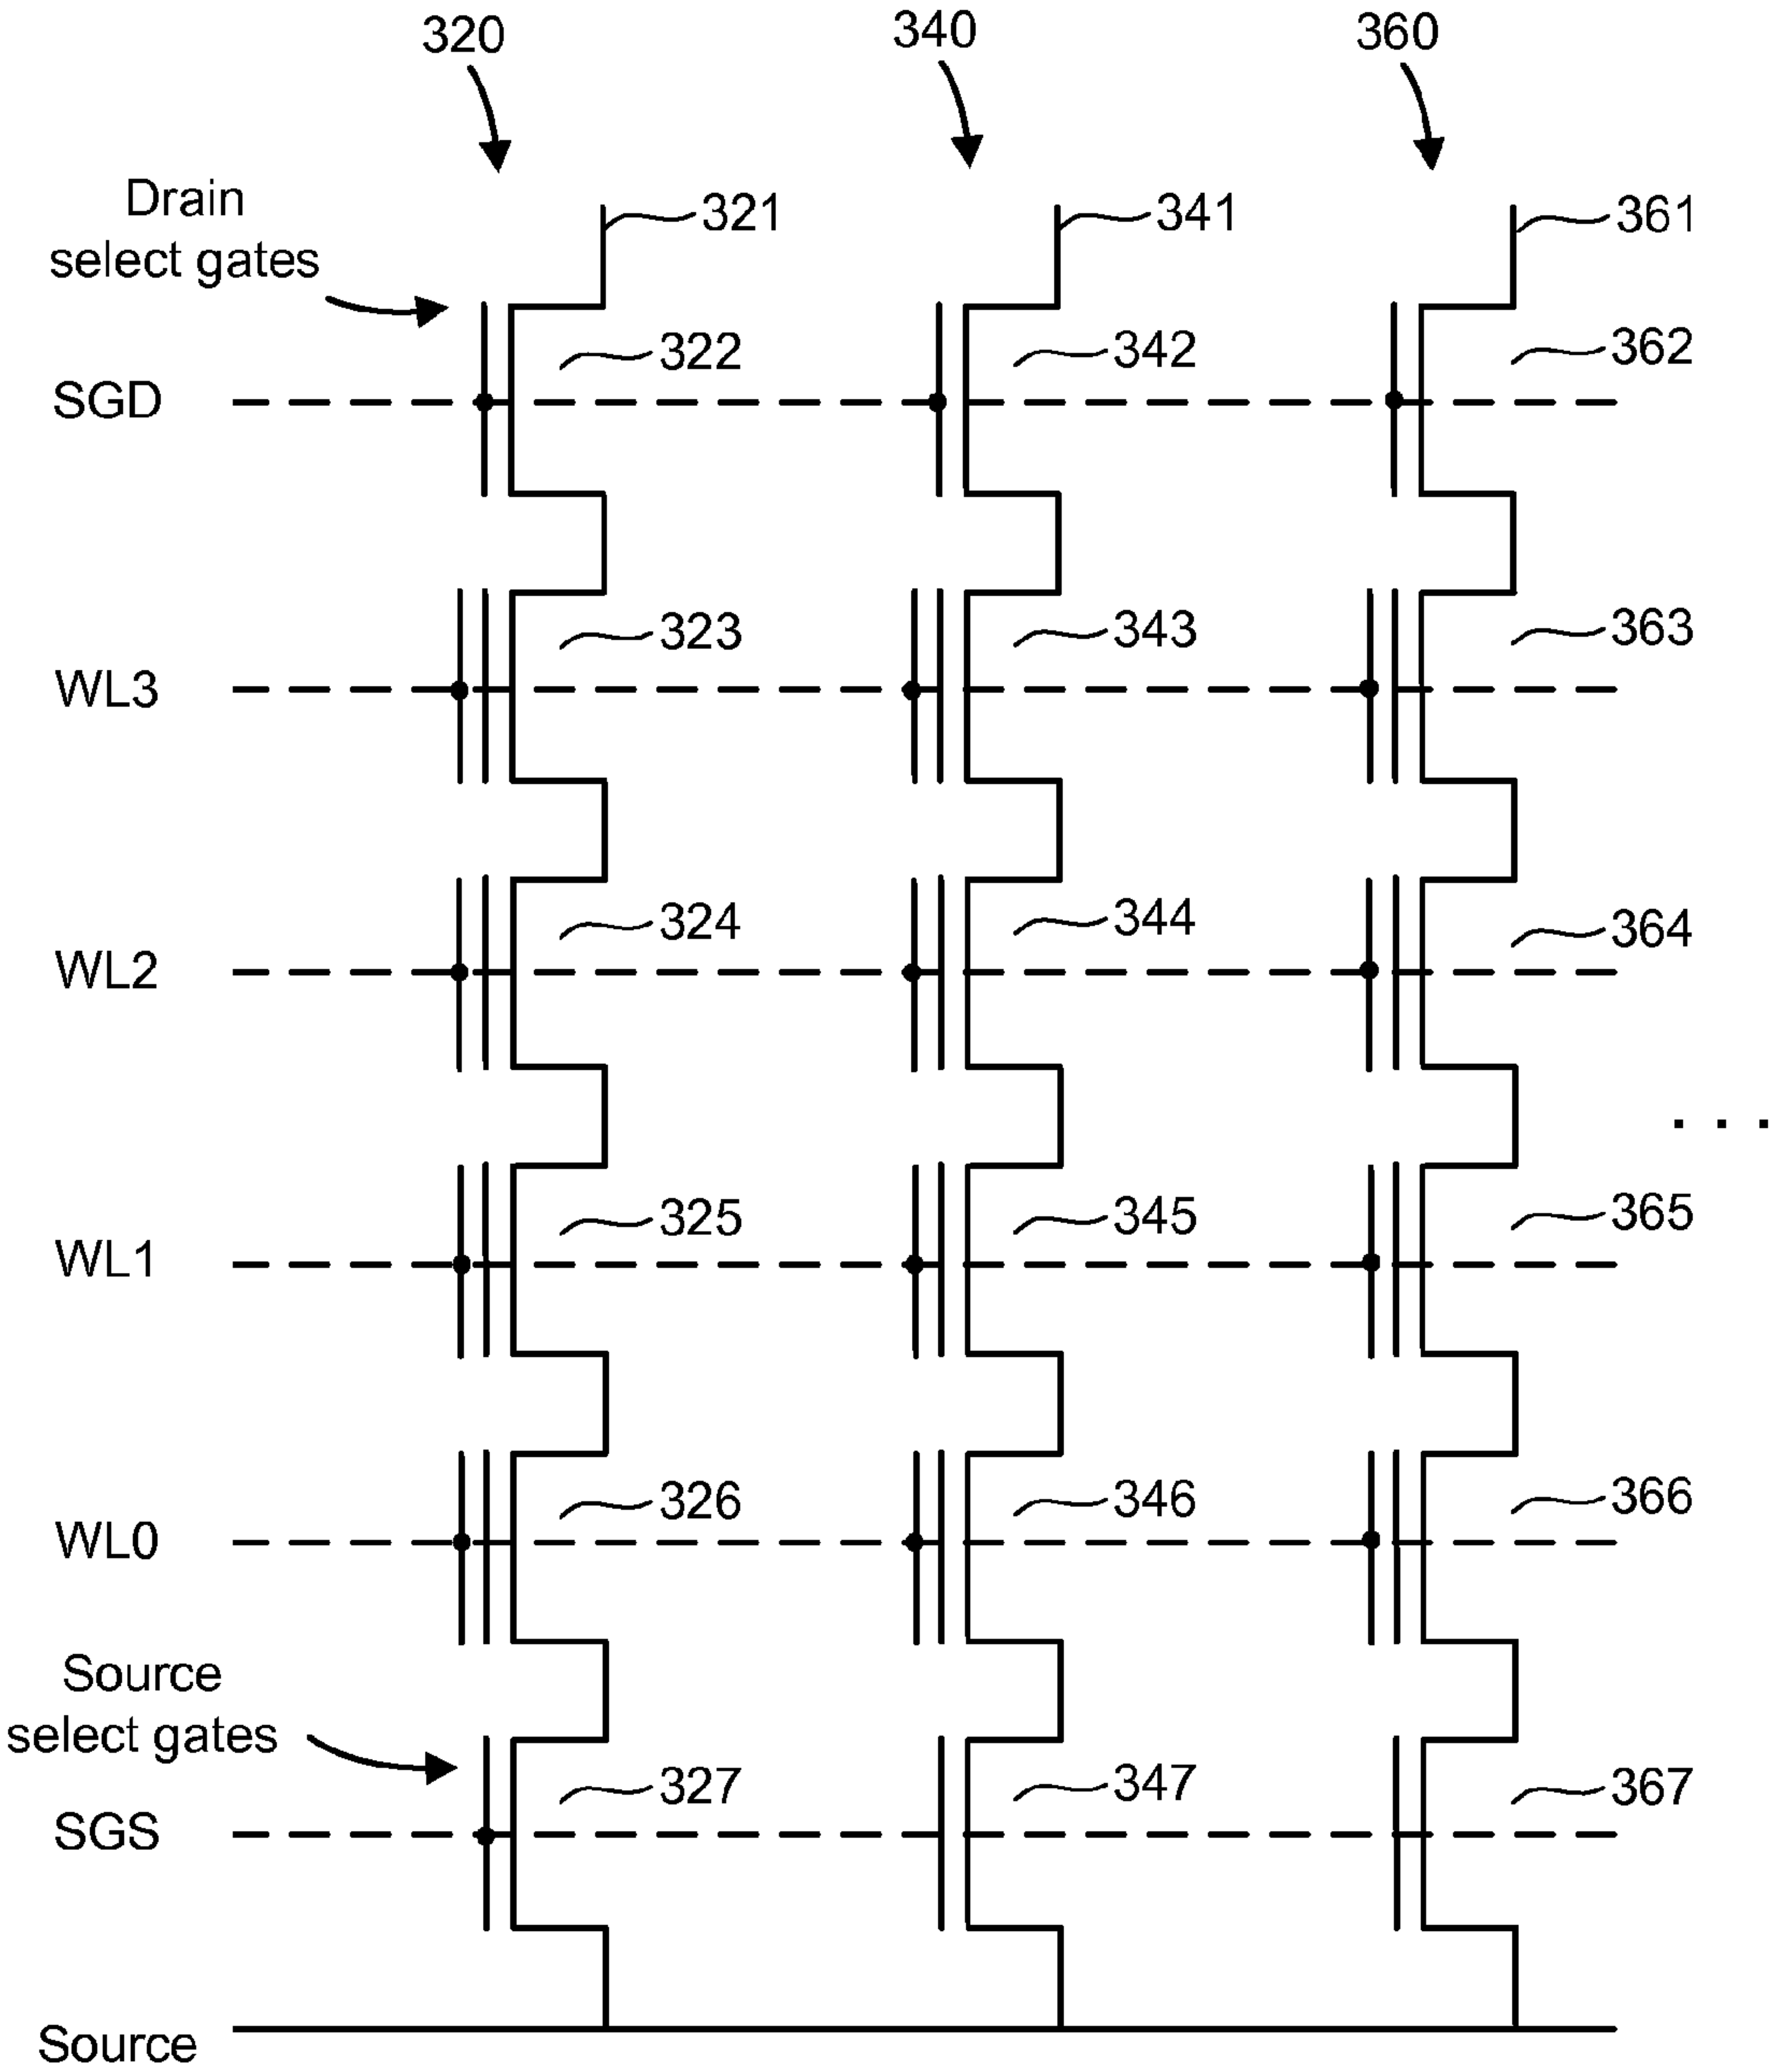 320 340 360
Drain
select gates
321 341 361
322 342 362
SGD
323 343 363
WL3
324 344 364
WL2
. . .
325 345 365
WL1
326 346 366
WL0
Source
select gates
327 347 367
SGS
Source